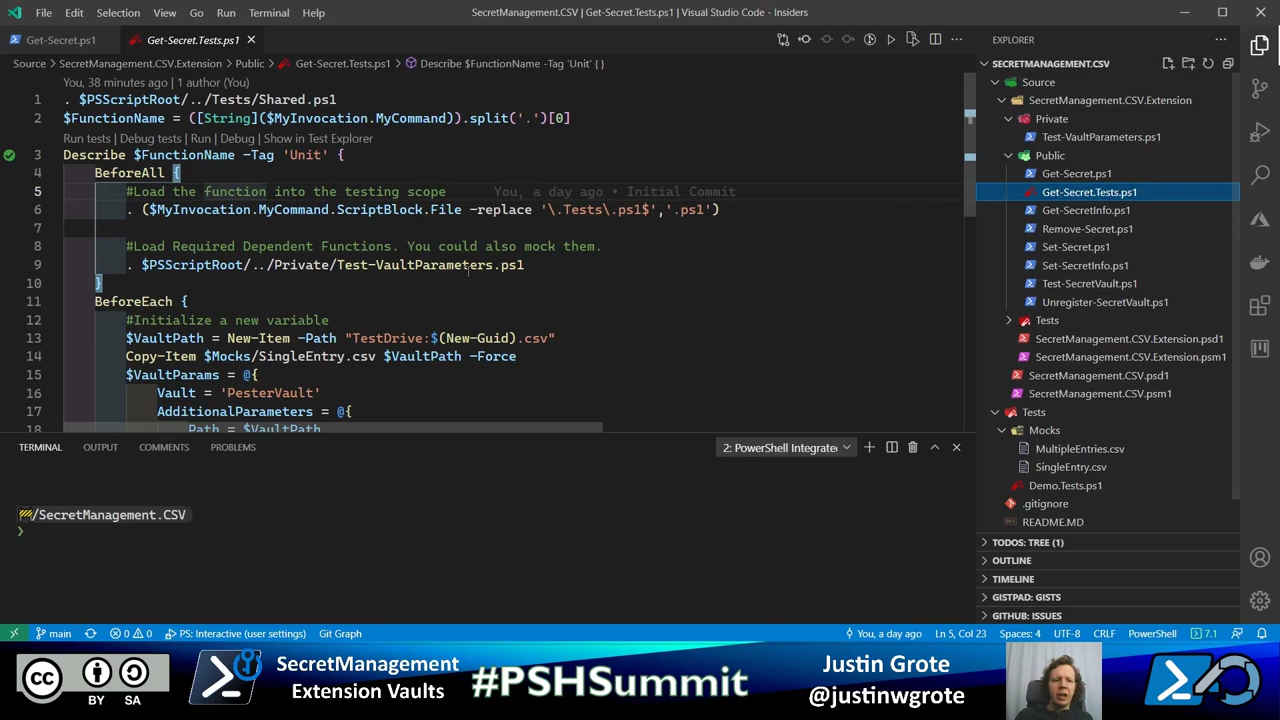 File Edit Selection View Go Run Terminal Help
SecretManagement.CSV | Get-Secret.Tests.ps1 | Visual Studio Code - Insiders
Get-Secret.ps1
Get-Secret.Tests.ps1
Source > SecretManagement.CSV.Extension > Public > Get-Secret.Tests.ps1 > Describe $FunctionName -Tag 'Unit' { }
You, 38 minutes ago | 1 author (You)
1 . $PSScriptRoot/../Tests/Shared.ps1
2 $FunctionName = ([String]($MyInvocation.MyCommand)).split('.')[0]
Run tests | Debug tests | Run | Debug | Show in Test Explorer
3 Describe $FunctionName -Tag 'Unit' {
4 BeforeAll {
5 #Load the function into the testing scope You, a day ago • Initial Commit
6 . ($MyInvocation.MyCommand.ScriptBlock.File -replace '\.Tests\.ps1$','.ps1')
7
8 #Load Required Dependent Functions. You could also mock them.
9 . $PSScriptRoot/../Private/Test-VaultParameters.ps1
10 }
11 BeforeEach {
12 #Initialize a new variable
13 $VaultPath = New-Item -Path "TestDrive:$(New-Guid).csv"
14 Copy-Item $Mocks/SingleEntry.csv $VaultPath -Force
15 $VaultParams = @{
16 Vault = 'PesterVault'
17 AdditionalParameters = @{
18 Path = $VaultPath
EXPLORER
SECRETMANAGEMENT.CSV
Source
SecretManagement.CSV.Extension
Private
Test-VaultParameters.ps1
Public
Get-Secret.ps1
Get-Secret.Tests.ps1
Get-SecretInfo.ps1
Remove-Secret.ps1
Set-Secret.ps1
Set-SecretInfo.ps1
Test-SecretVault.ps1
Unregister-SecretVault.ps1
Tests
SecretManagement.CSV.Extension.psd1
SecretManagement.CSV.Extension.psm1
SecretManagement.CSV.psd1
SecretManagement.CSV.psm1
Tests
Mocks
MultipleEntries.csv
SingleEntry.csv
Demo.Tests.ps1
.gitignore
README.MD
TODOS: TREE (1)
OUTLINE
TIMELINE
GISTPAD: GISTS
GITHUB: ISSUES
TERMINAL OUTPUT COMMENTS PROBLEMS
2: PowerShell Integrated
/SecretManagement.CSV
main
0 0
PS: Interactive (user settings)
Git Graph
You, a day ago
Ln 5, Col 23
Spaces: 4
UTF-8
CRLF
PowerShell
7.1
CC
BY SA
SecretManagement
Extension Vaults
#PSHSummit
Justin Grote
@justinwgrote